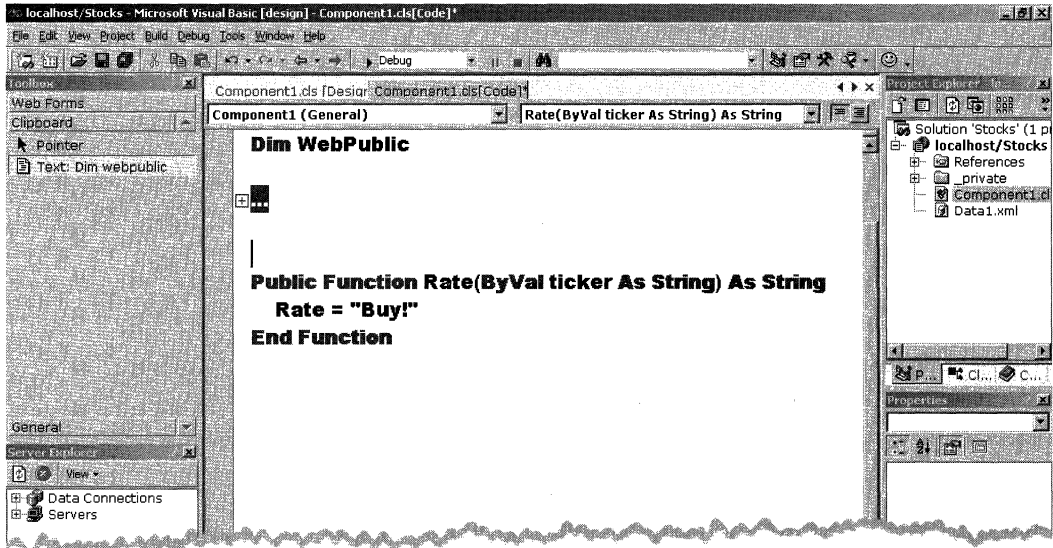 localhost/Stocks - Microsoft Visual Basic [design] - Component1.cls[Code]*
File Edit View Project Build Debug Tools Window Help
Debug
Toolbox
Web Forms
Clipboard
Pointer
Text: Dim webpublic
General
Server Explorer
View
Data Connections
Servers
Component1.cls [Design Component1.cls[Code]*
Component1 (General)
Rate(ByVal ticker As String) As String
Dim WebPublic
...
Public Function Rate(ByVal ticker As String) As String
Rate = "Buy!"
End Function
Project Explorer
Solution 'Stocks' (1 pr
localhost/Stocks
References
_private
Component1.cl
Data1.xml
P... Cl... C...
Properties